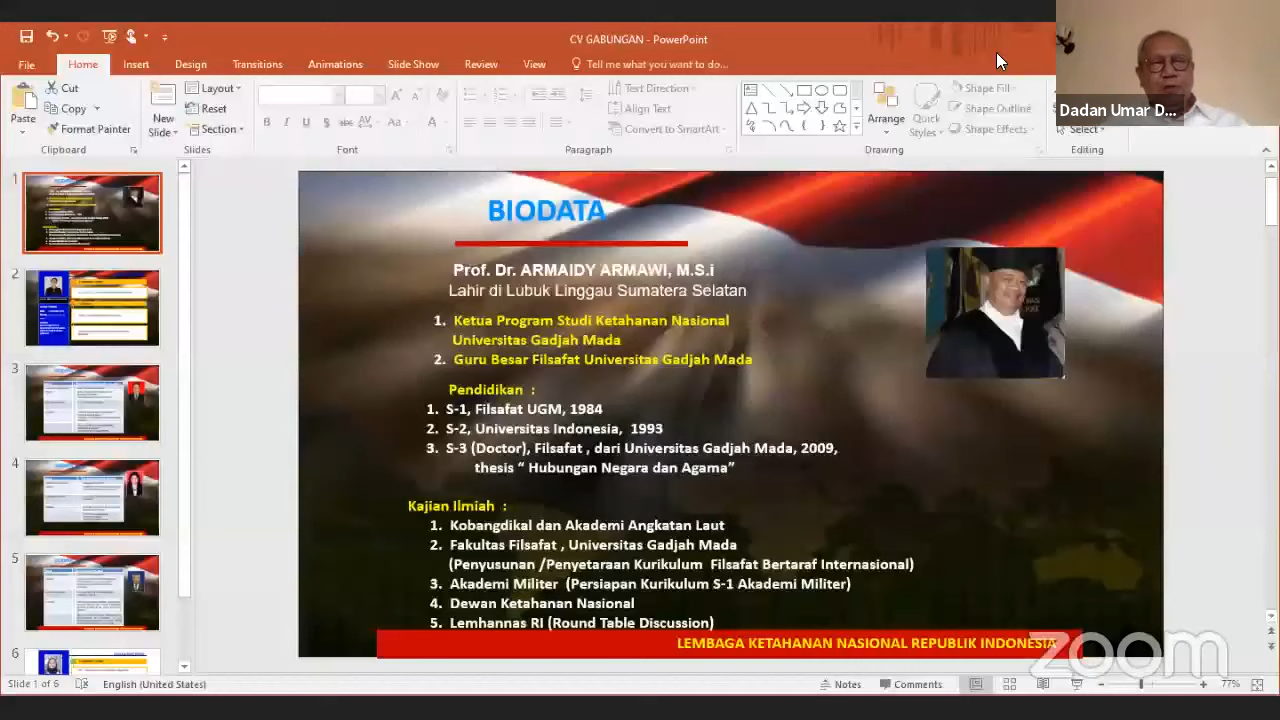 CV GABUNGAN - PowerPoint
File Home Insert Design Transitions Animations Slide Show Review View Tell me what you want to do...
Paste
Cut
Copy
Format Painter
Clipboard
New Slide
Layout
Reset
Section
Slides
Font
Text Direction
Align Text
Convert to SmartArt
Paragraph
Arrange
Quick Styles
Shape Fill
Shape Outline
Shape Effects
Drawing
Select
Editing
Dadan Umar D...
1
2
3
4
5
6
BIODATA
Prof. Dr. ARMAIDY ARMAWI, M.S.i
Lahir di Lubuk Linggau Sumatera Selatan
1. Ketua Program Studi Ketahanan Nasional
Universitas Gadjah Mada
2. Guru Besar Filsafat Universitas Gadjah Mada
Pendidikan :
1. S-1, Filsafat UGM, 1984
2. S-2, Universitas Indonesia, 1993
3. S-3 (Doctor), Filsafat , dari Universitas Gadjah Mada, 2009,
thesis “ Hubungan Negara dan Agama”
Kajian Ilmiah :
1. Kobangdikal dan Akademi Angkatan Laut
2. Fakultas Filsafat , Universitas Gadjah Mada
(Penyusunan /Penyetaraan Kurikulum Filsafat Bertaraf Internasional)
3. Akademi Militer (Persiapan Kurikulum S-1 Akademi Militer)
4. Dewan Ketahanan Nasional
5. Lemhannas RI (Round Table Discussion)
LEMBAGA KETAHANAN NASIONAL REPUBLIK INDONESIA
zoom
Slide 1 of 6 English (United States) Notes Comments 77%